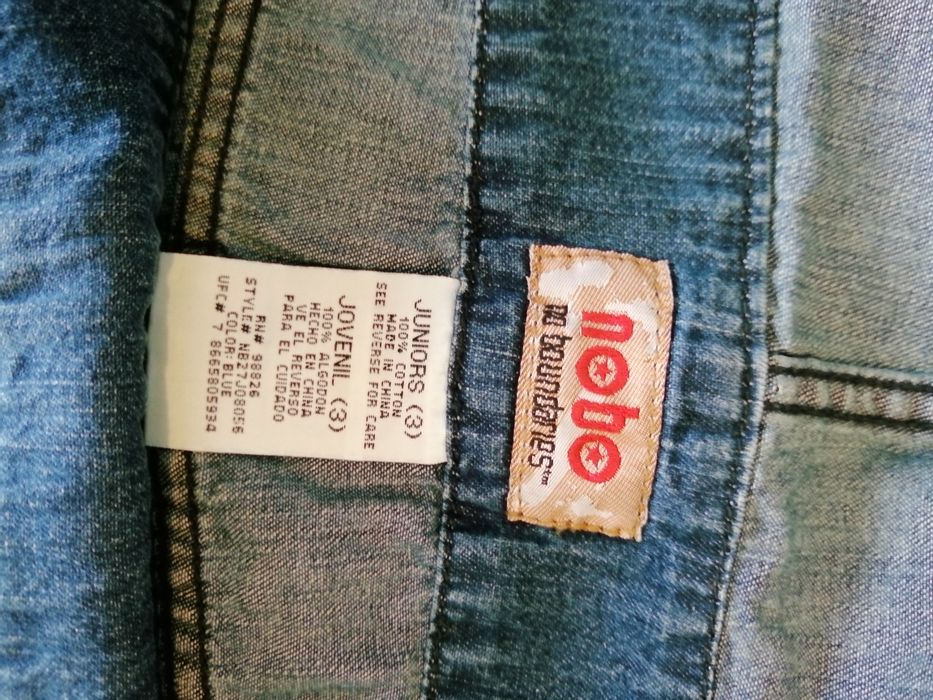 JUNIORS (3)
100% COTTON
MADE IN CHINA
SEE REVERSE FOR CARE
JOVENIL (3)
100% ALGODON
HECHO EN CHINA
VE EL REVERSO
PARA EL CUIDADO
RN# 98826
STYLE# NB27J08056
COLOR: BLUE
UPC# 7 8665805934
nobo
no boundaries™